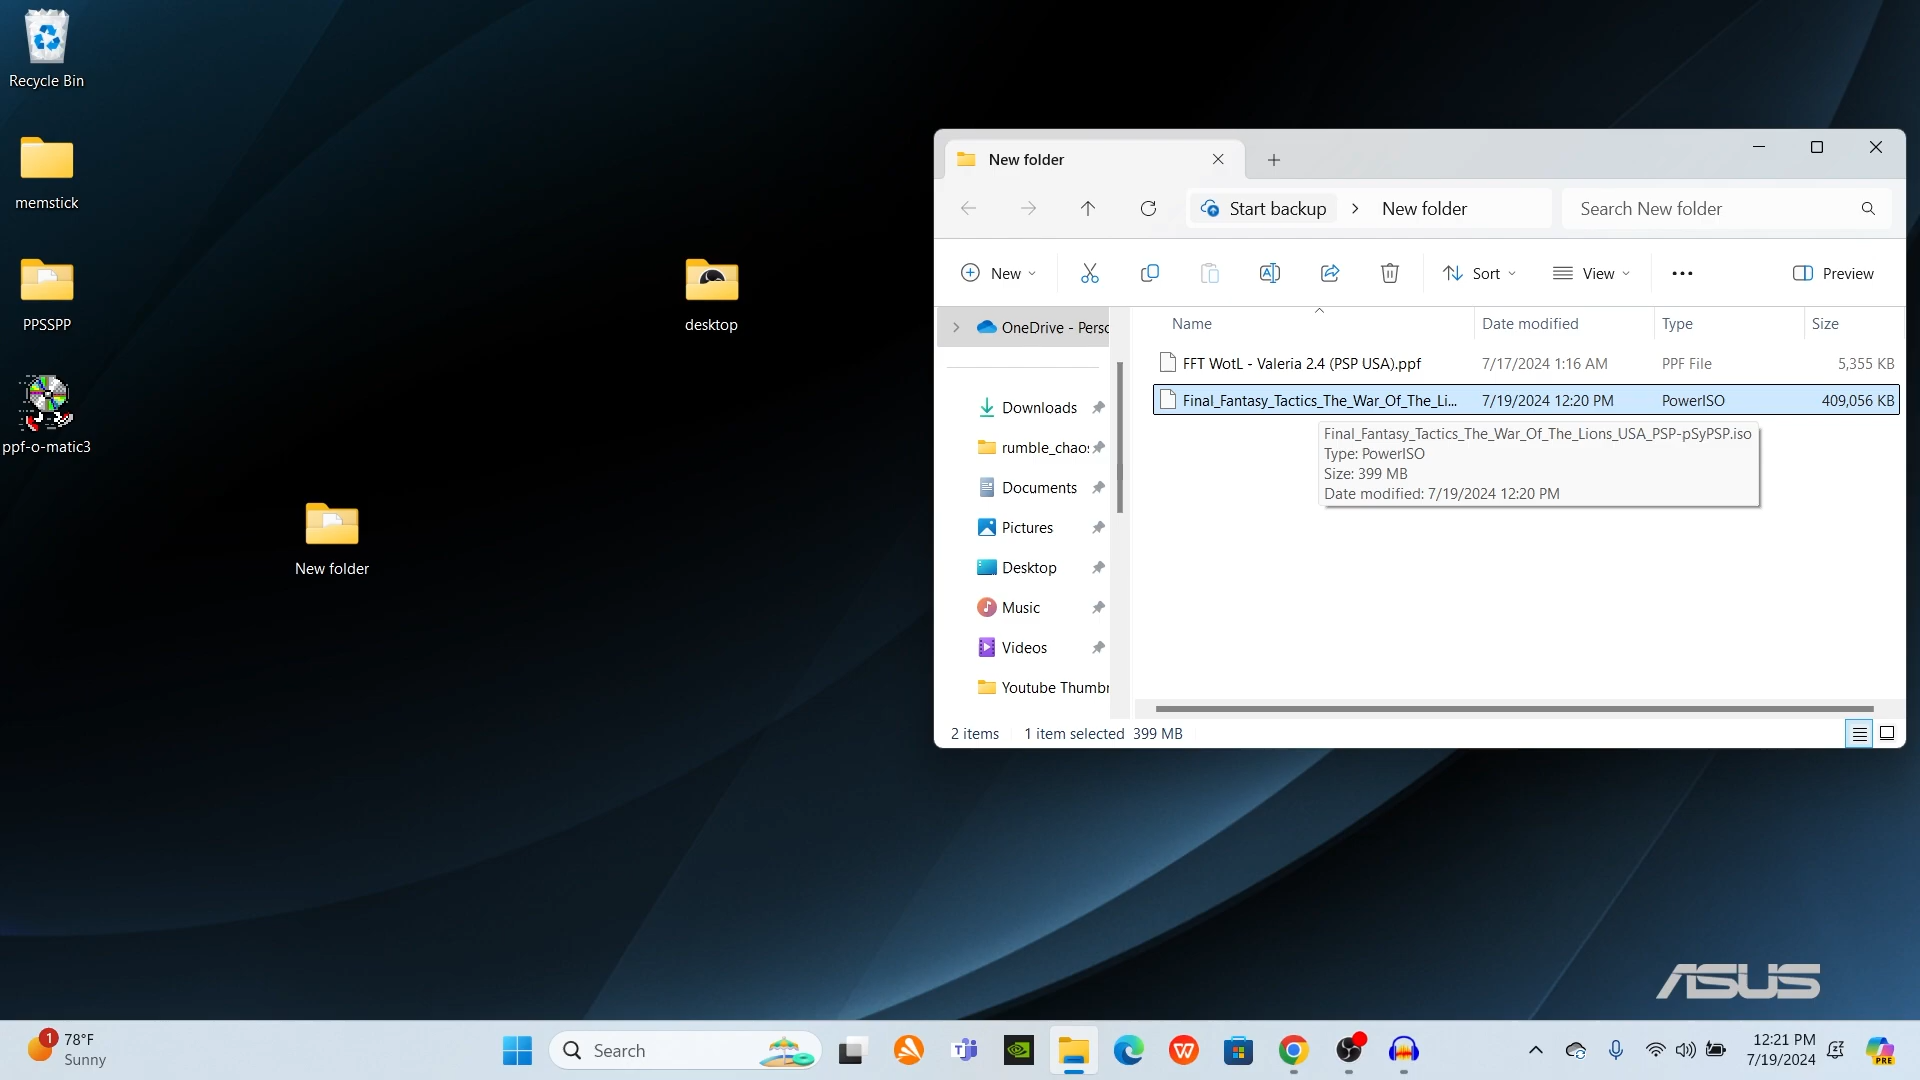 Recycle Bin
memstick
PPSSPP
ppf-o-matic3
desktop
New folder
New folder
Start backup
New folder
Search New folder
New
Sort
View
Preview
OneDrive - Perso
Downloads
rumble_chao
Documents
Pictures
Desktop
Music
Videos
Youtube Thumbr
Name Date modified Type Size
FFT WotL - Valeria 2.4 (PSP USA).ppf 7/17/2024 1:16 AM PPF File 5,355 KB
Final_Fantasy_Tactics_The_War_Of_The_Li... 7/19/2024 12:20 PM PowerISO 409,056 KB
Final_Fantasy_Tactics_The_War_Of_The_Lions_USA_PSP-pSyPSP.iso
Type: PowerISO
Size: 399 MB
Date modified: 7/19/2024 12:20 PM
2 items 1 item selected 399 MB
ASUS
1
78°F
Sunny
Search
12:21 PM
7/19/2024
PRE